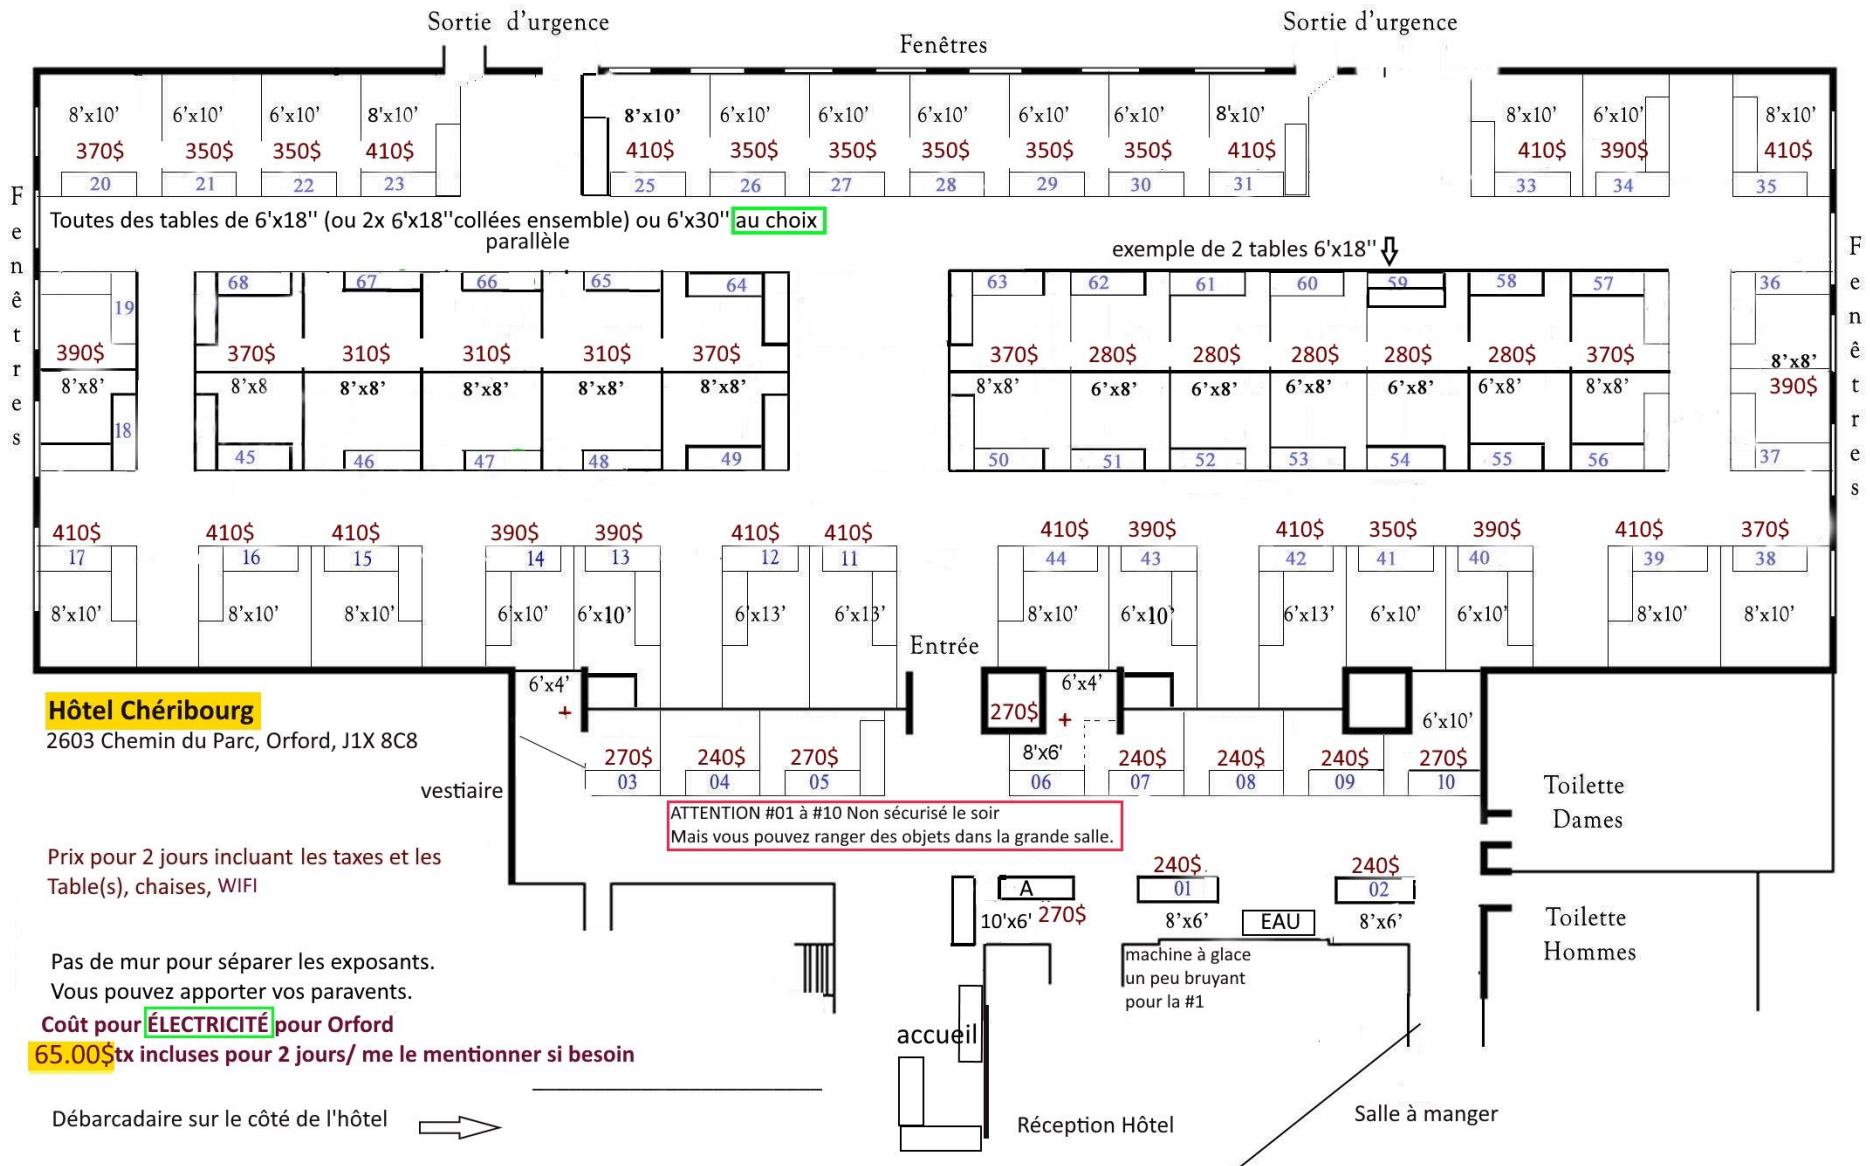 Sortie d'urgence
Sortie d'urgence
Fenêtres
8'x10' 6'x10' 6'x10' 8'x10' 8'x10' 6'x10' 6'x10' 6'x10' 6'x10' 6'x10' 8'x10' 8'x10' 6'x10' 8'x10'
370$ 350$ 350$ 410$ 410$ 350$ 350$ 350$ 350$ 350$ 410$ 410$ 390$ 410$
20 21 22 23 25 26 27 28 29 30 31 33 34 35
Fenêtres
Fenêtres
Toutes des tables de 6'x18'' (ou 2x 6'x18''collées ensemble) ou 6'x30'' au choix
parallèle
exemple de 2 tables 6'x18''
68 67 66 65 64 63 62 61 60 59 58 57 36
19
390$ 370$ 310$ 310$ 310$ 370$ 370$ 280$ 280$ 280$ 280$ 280$ 370$ 8'x8'
8'x8' 8'x8 8'x8' 8'x8' 8'x8' 8'x8' 8'x8' 6'x8' 6'x8' 6'x8' 6'x8' 6'x8' 8'x8' 390$
18
45 46 47 48 49 50 51 52 53 54 55 56 37
410$ 410$ 410$ 390$ 390$ 410$ 410$ 410$ 390$ 410$ 350$ 390$ 410$ 370$
17 16 15 14 13 12 11 44 43 42 41 40 39 38
8'x10' 8'x10' 8'x10' 6'x10' 6'x10' 6'x13' 6'x13' 8'x10' 6'x10' 6'x13' 6'x10' 6'x10' 8'x10' 8'x10'
Entrée
6'x4' 6'x4'
+ 270$ + 6'x10'
Hôtel Chéribourg
2603 Chemin du Parc, Orford, J1X 8C8
8'x6'
270$ 240$ 270$ 240$ 240$ 240$ 270$
03 04 05 06 07 08 09 10
vestiaire
Toilette
Dames
ATTENTION #01 à #10 Non sécurisé le soir
Mais vous pouvez ranger des objets dans la grande salle.
Prix pour 2 jours incluant les taxes et les
Table(s), chaises, WIFI
240$. 240$
A 01 02
10'x6' 270$ 8'x6' EAU 8'x6'
Toilette
Hommes
machine à glace
un peu bruyant
pour la #1
Pas de mur pour séparer les exposants.
Vous pouvez apporter vos paravents.
Coût pour ÉLECTRICITÉ pour Orford
65.00$tx incluses pour 2 jours/ me le mentionner si besoin
accueil
Débarcadaire sur le côté de l'hôtel
Réception Hôtel
Salle à manger